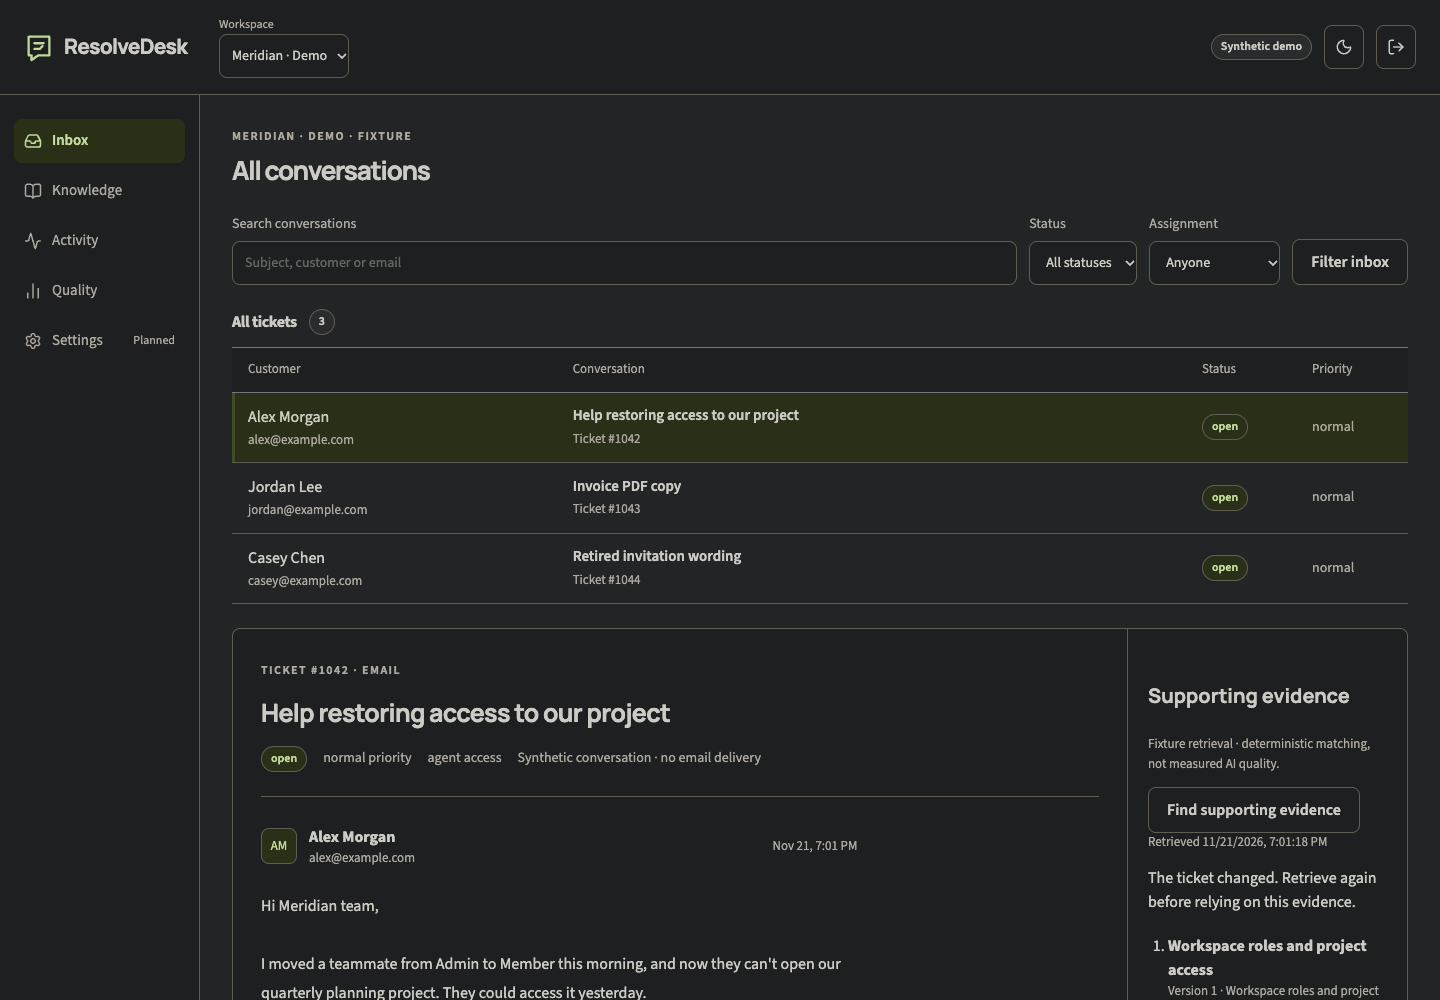 ResolveDesk
Workspace
Meridian · Demo
Synthetic demo
Inbox
Knowledge
Activity
Quality
Settings Planned
MERIDIAN · DEMO · FIXTURE
All conversations
Search conversations Status Assignment
Subject, customer or email All statuses Anyone Filter inbox
All tickets 3
Customer Conversation Status Priority
Alex Morgan Help restoring access to our project open normal
alex@example.com Ticket #1042
Jordan Lee Invoice PDF copy open normal
jordan@example.com Ticket #1043
Casey Chen Retired invitation wording open normal
casey@example.com Ticket #1044
TICKET #1042 · EMAIL
Help restoring access to our project
open normal priority agent access Synthetic conversation · no email delivery
AM Alex Morgan Nov 21, 7:01 PM
alex@example.com
Hi Meridian team,
I moved a teammate from Admin to Member this morning, and now they can't open our
quarterly planning project. They could access it yesterday.
Supporting evidence
Fixture retrieval · deterministic matching,
not measured AI quality.
Find supporting evidence
Retrieved 11/21/2026, 7:01:18 PM
The ticket changed. Retrieve again
before relying on this evidence.
1. Workspace roles and project
access
Version 1 · Workspace roles and project